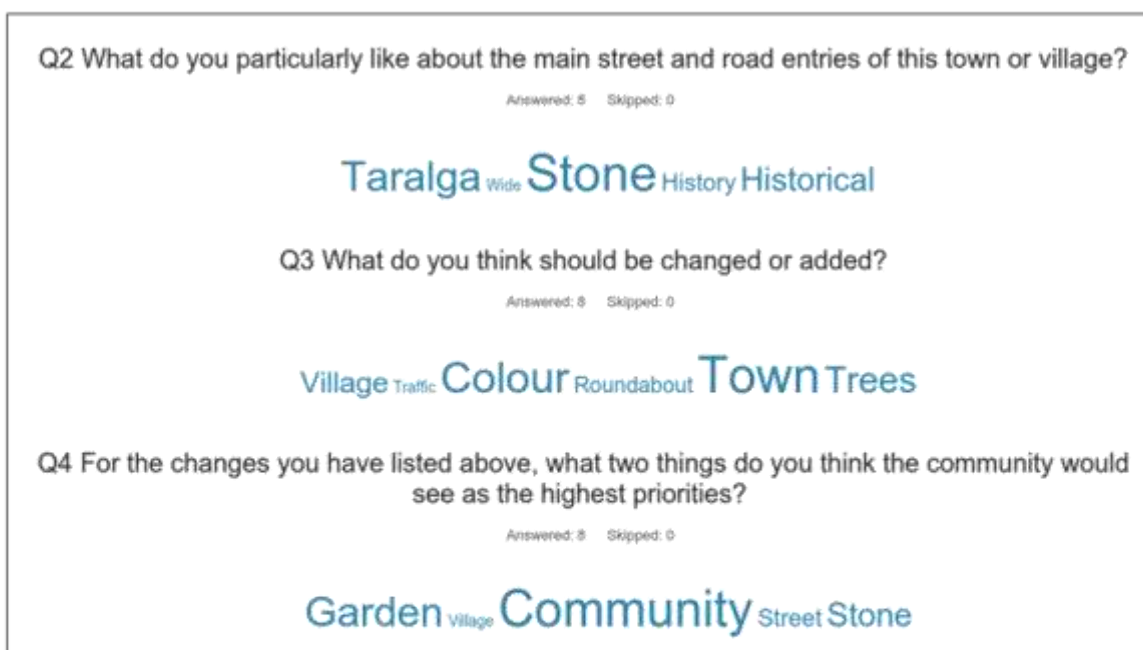 Q2 What do you particularly like about the main street and road entries of this town or village?
Answered: 8 Skipped: 0
Taralga Wide Stone History Historical
Q3 What do you think should be changed or added?
Answered: 8 Skipped: 0
Village Traffic Colour Roundabout Town Trees
Q4 For the changes you have listed above, what two things do you think the community would
see as the highest priorities?
Answered: 8 Skipped: 0
Garden Village Community Street Stone